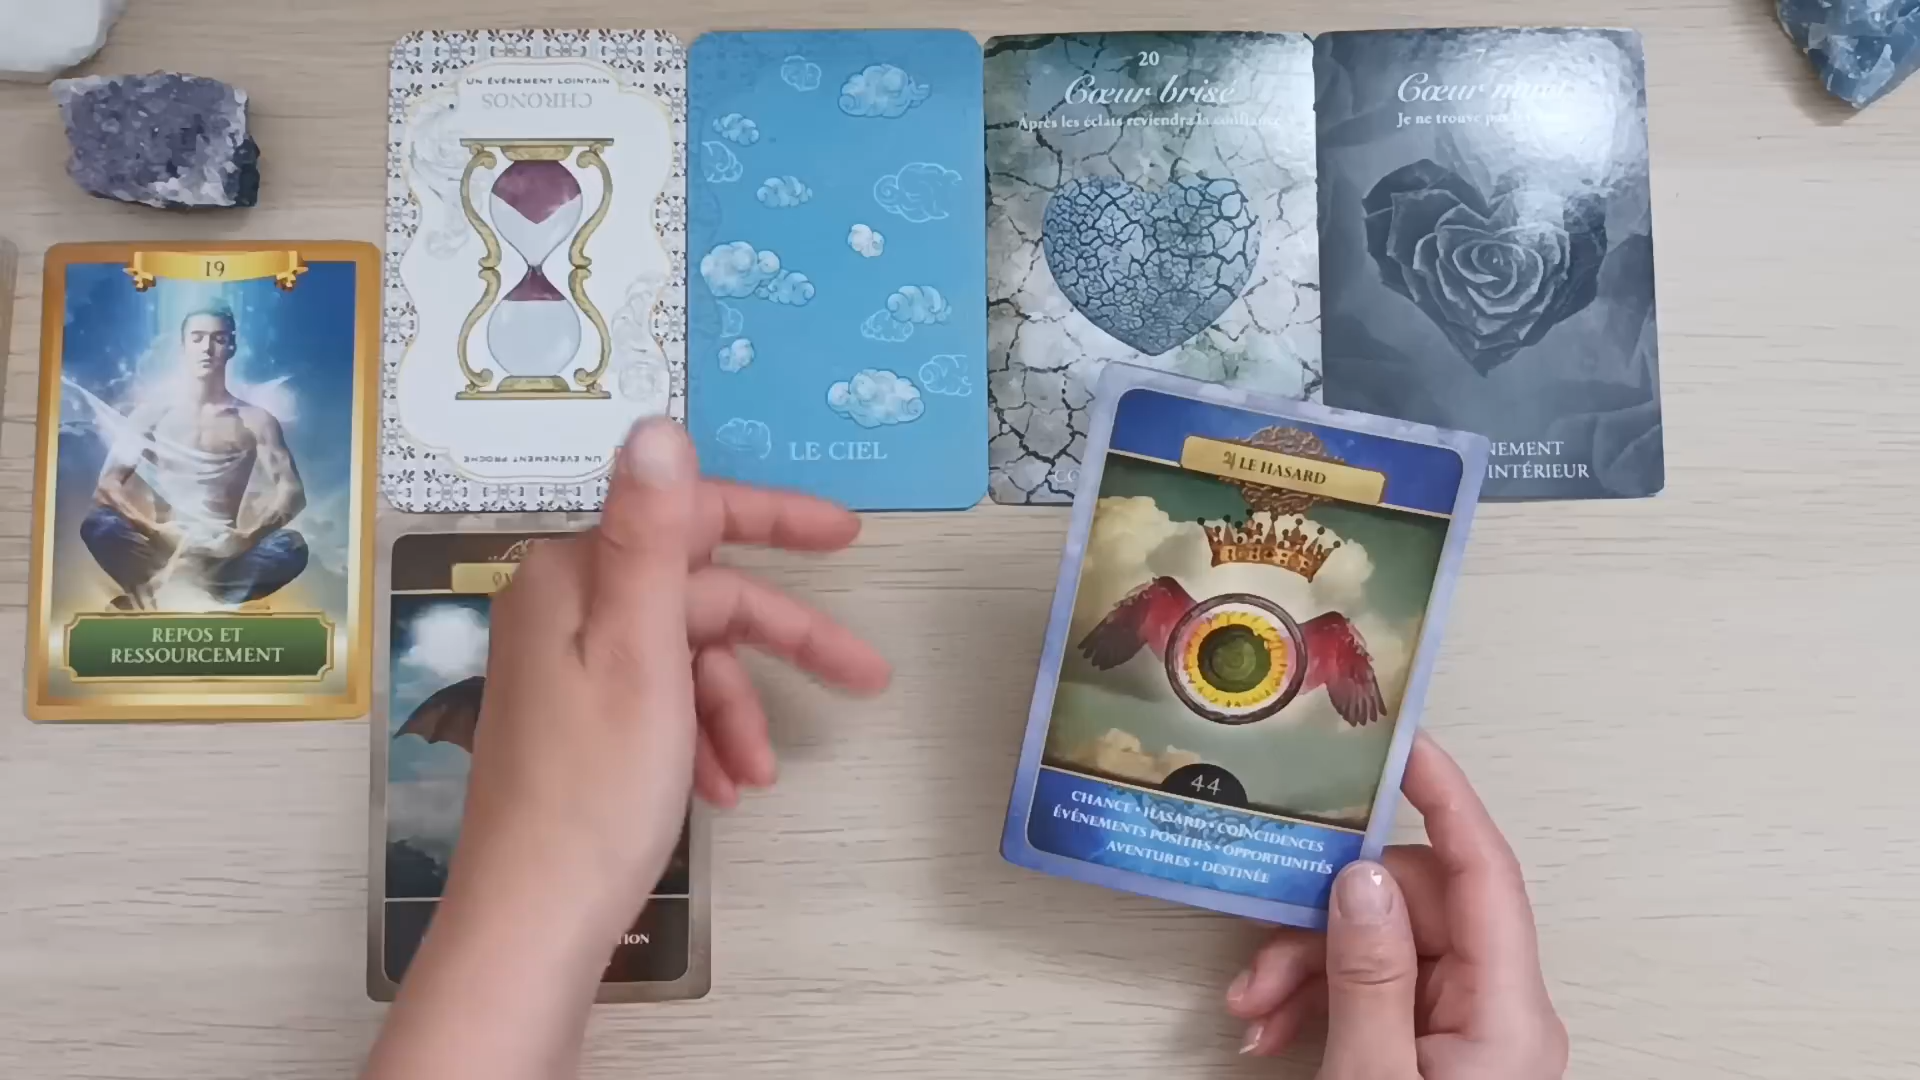 19
REPOS ET
RESSOURCEMENT
UN ÉVÉNEMENT LOINTAIN
CHRONOS
UN ÉVÉNEMENT PROCHE
LE CIEL
20
Cœur brisé
Après les éclats reviendra la confiance
7
Cœur
Je ne trouve pas
INTÉRIEUR
♃ LE HASARD
44
CHANCE • HASARD • COÏNCIDENCES
ÉVÉNEMENTS POSITIFS • OPPORTUNITÉS
AVENTURES • DESTINÉE